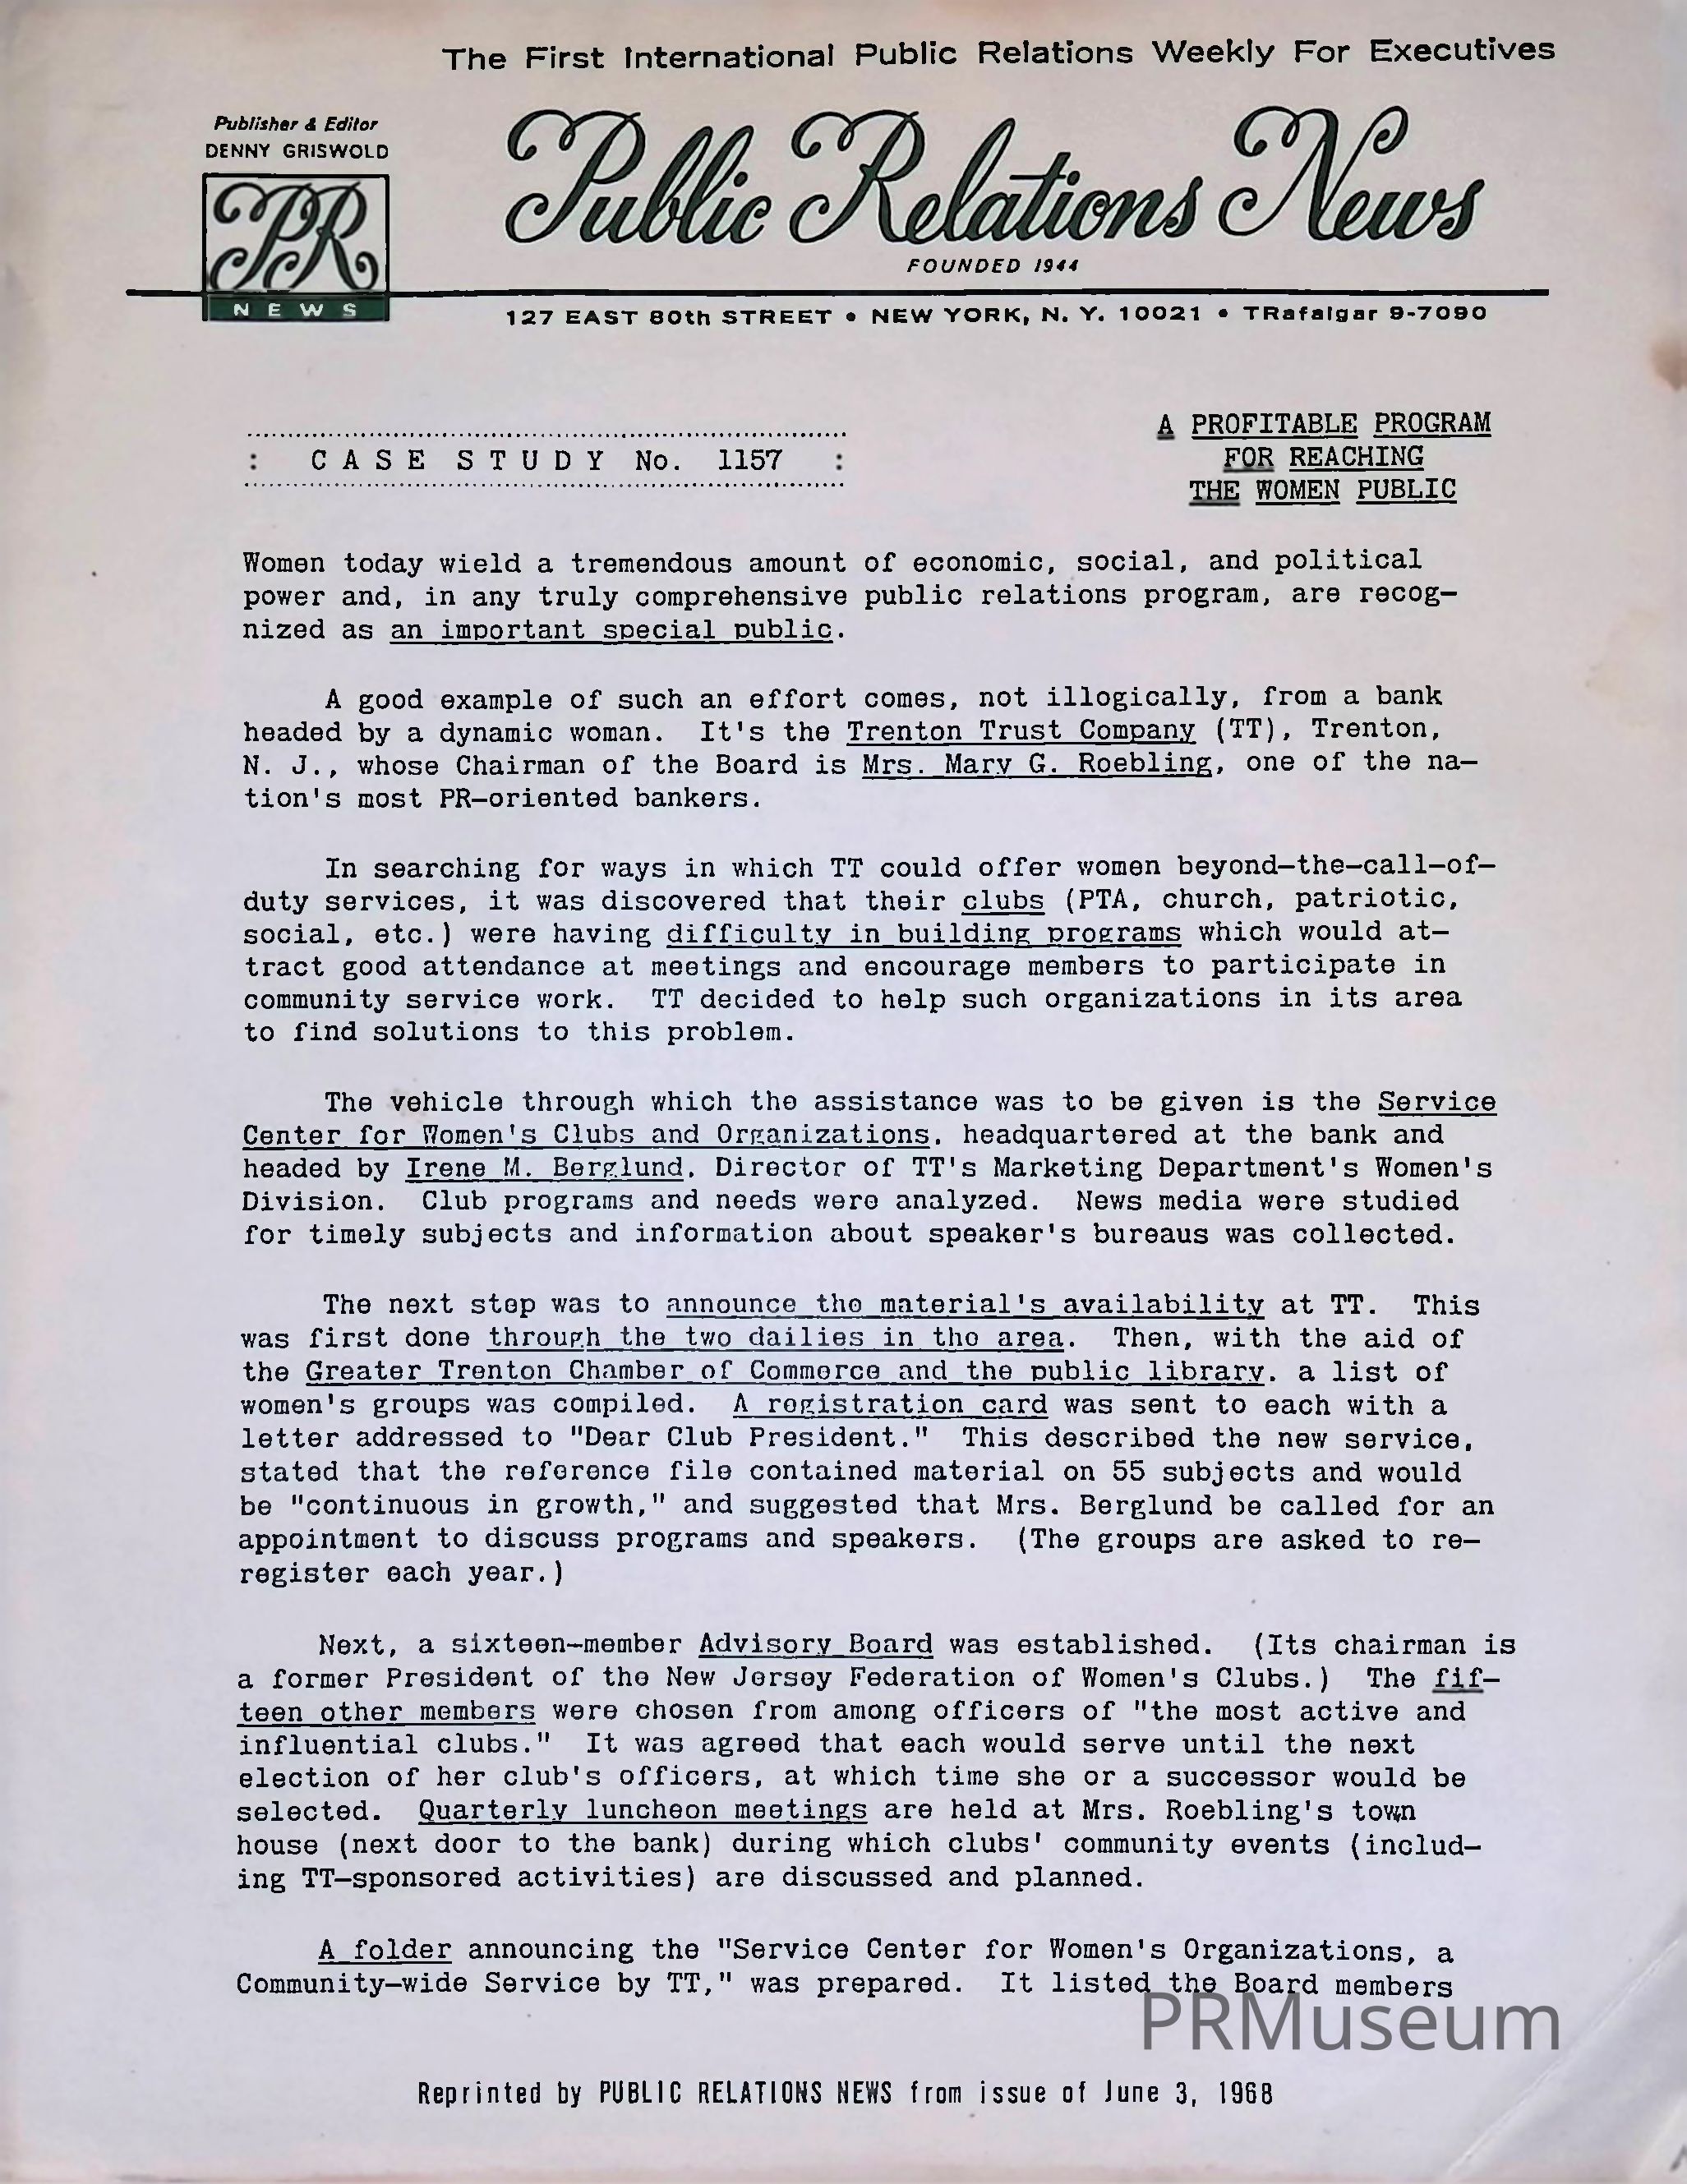 The First International Public Relations Weekly For Executives
Publisher & Editor
DENNY GRISWOLD
PR
NEWS
Public Relations News
FOUNDED 1944
127 EAST 80th STREET • NEW YORK, N. Y. 10021 • TRafalgar 9-7090
: CASE STUDY No. 1157 :
A PROFITABLE PROGRAM
FOR REACHING
THE WOMEN PUBLIC
Women today wield a tremendous amount of economic, social, and political
power and, in any truly comprehensive public relations program, are recog-
nized as an important special public.
A good example of such an effort comes, not illogically, from a bank
headed by a dynamic woman. It's the Trenton Trust Company (TT), Trenton,
N. J., whose Chairman of the Board is Mrs. Mary G. Roebling, one of the na-
tion's most PR-oriented bankers.
In searching for ways in which TT could offer women beyond-the-call-of-
duty services, it was discovered that their clubs (PTA, church, patriotic,
social, etc.) were having difficulty in building programs which would at-
tract good attendance at meetings and encourage members to participate in
community service work. TT decided to help such organizations in its area
to find solutions to this problem.
The vehicle through which the assistance was to be given is the Service
Center for Women's Clubs and Organizations, headquartered at the bank and
headed by Irene M. Berglund, Director of TT's Marketing Department's Women's
Division. Club programs and needs were analyzed. News media were studied
for timely subjects and information about speaker's bureaus was collected.
The next step was to announce the material's availability at TT. This
was first done through the two dailies in the area. Then, with the aid of
the Greater Trenton Chamber of Commerce and the public library, a list of
women's groups was compiled. A registration card was sent to each with a
letter addressed to "Dear Club President." This described the new service,
stated that the reference file contained material on 55 subjects and would
be "continuous in growth," and suggested that Mrs. Berglund be called for an
appointment to discuss programs and speakers. (The groups are asked to re-
register each year.)
Next, a sixteen-member Advisory Board was established. (Its chairman is
a former President of the New Jersey Federation of Women's Clubs.) The fif-
teen other members were chosen from among officers of "the most active and
influential clubs." It was agreed that each would serve until the next
election of her club's officers, at which time she or a successor would be
selected. Quarterly luncheon meetings are held at Mrs. Roebling's town
house (next door to the bank) during which clubs' community events (includ-
ing TT-sponsored activities) are discussed and planned.
A folder announcing the "Service Center for Women's Organizations, a
Community-wide Service by TT," was prepared. It listed the Board members
PRMuseum
Reprinted by PUBLIC RELATIONS NEWS from issue of June 3, 1968